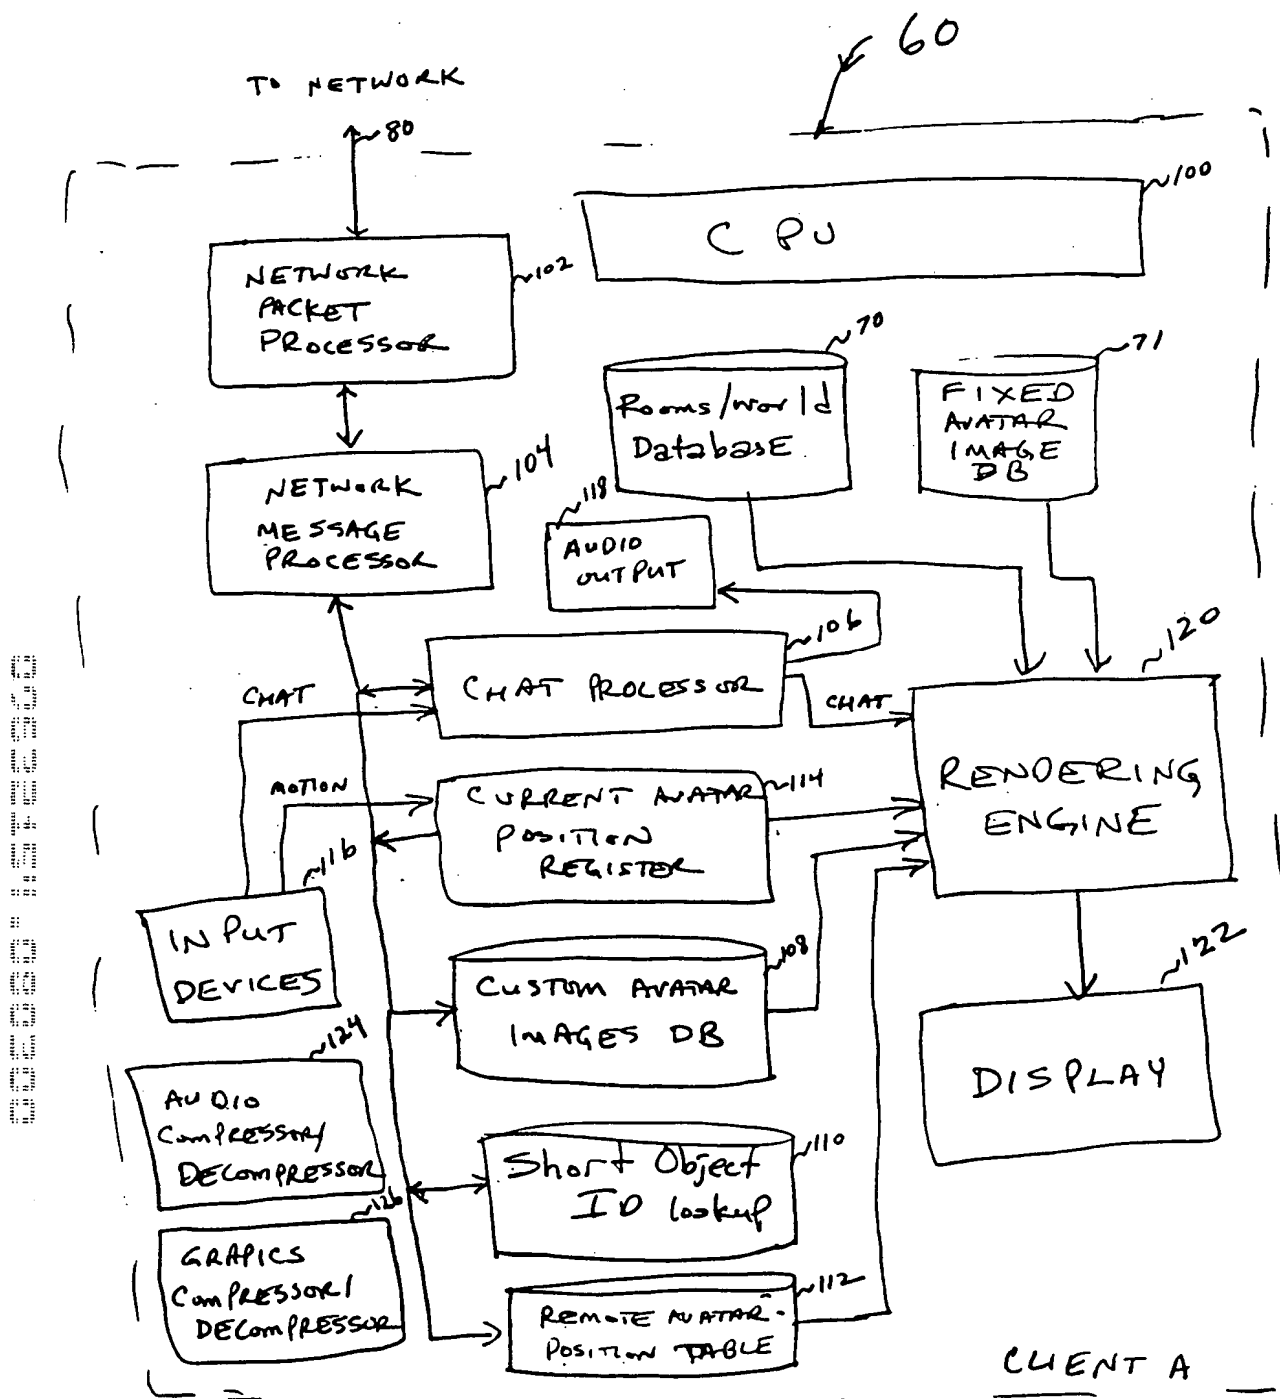 60
TO NETWORK
80
100
CPU
NETWORK
PACKET
PROCESSOR
102
70
71
Rooms/world
Database
FIXED
AVATAR
IMAGE
DB
104
NETWORK
MESSAGE
PROCESSOR
118
AUDIO
OUTPUT
106
120
CHAT
CHAT PROCESSOR
CHAT
RENDERING
ENGINE
MOTION
114
CURRENT AVATAR
POSITION
REGISTER
116
INPUT
DEVICES
108
CUSTOM AVATAR
IMAGES DB
122
DISPLAY
124
AUDIO
COMPRESSOR/
DECOMPRESSOR
110
Short Object
ID lookup
126
GRAPICS
COMPRESSOR/
DECOMPRESSOR
112
REMOTE AVATAR
POSITION TABLE
CLIENT A